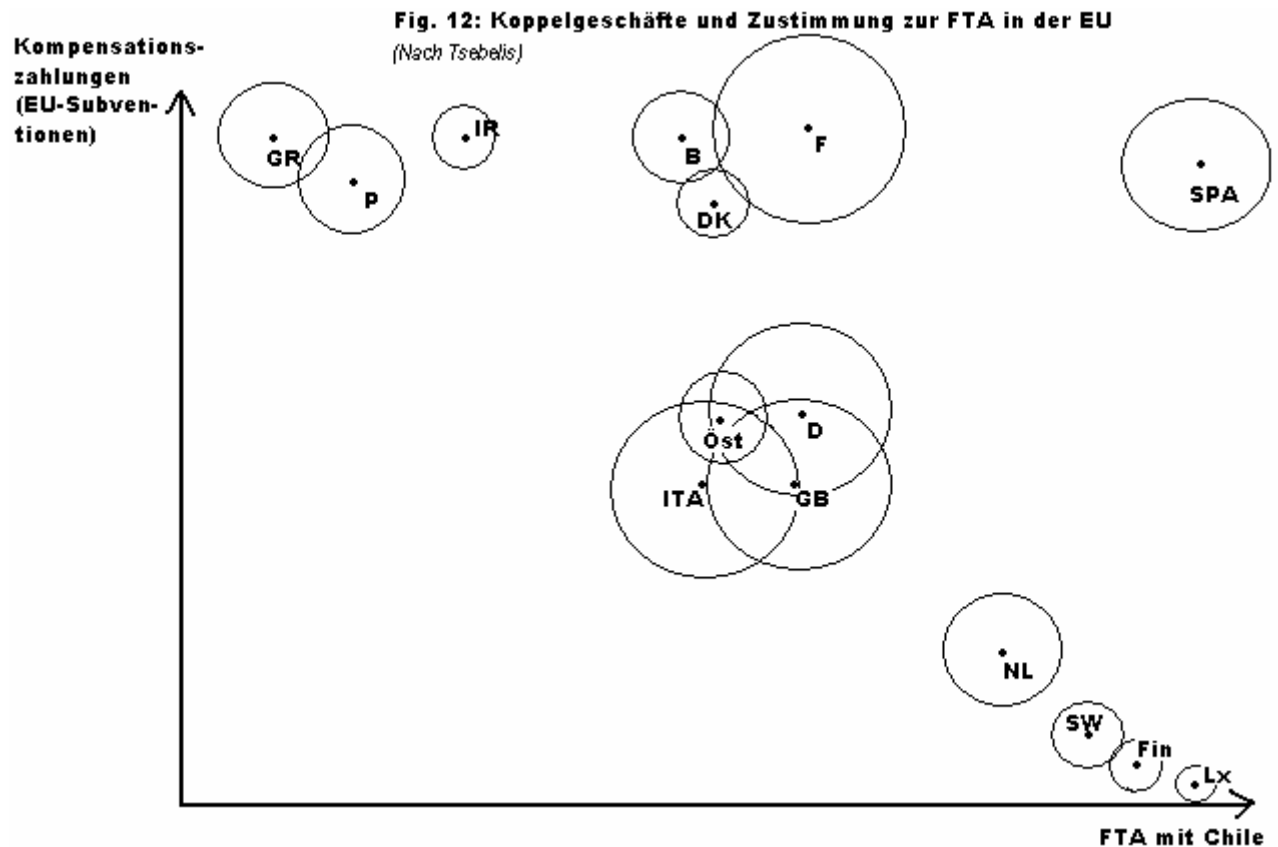 Fig. 12: Koppelgeschäfte und Zustimmung zur FTA in der EU
(Nach Tsebelis)
Kompensations-
zahlungen
(EU-Subven-
tionen)
GR
P
IR
B
F
DK
SPA
Öst
D
ITA
GB
NL
SW
Fin
Lx
FTA mit Chile